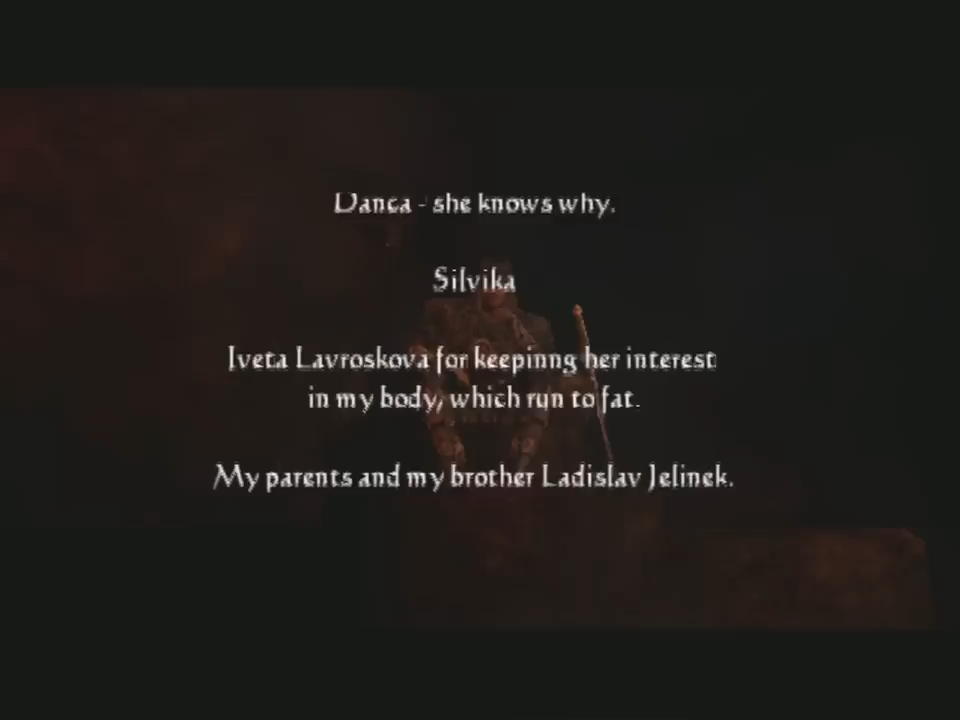 Danca - she knows why.
Silvika
Iveta Lavroskova for keepinng her interest
in my body, which run to fat.
My parents and my brother Ladislav Jelinek.